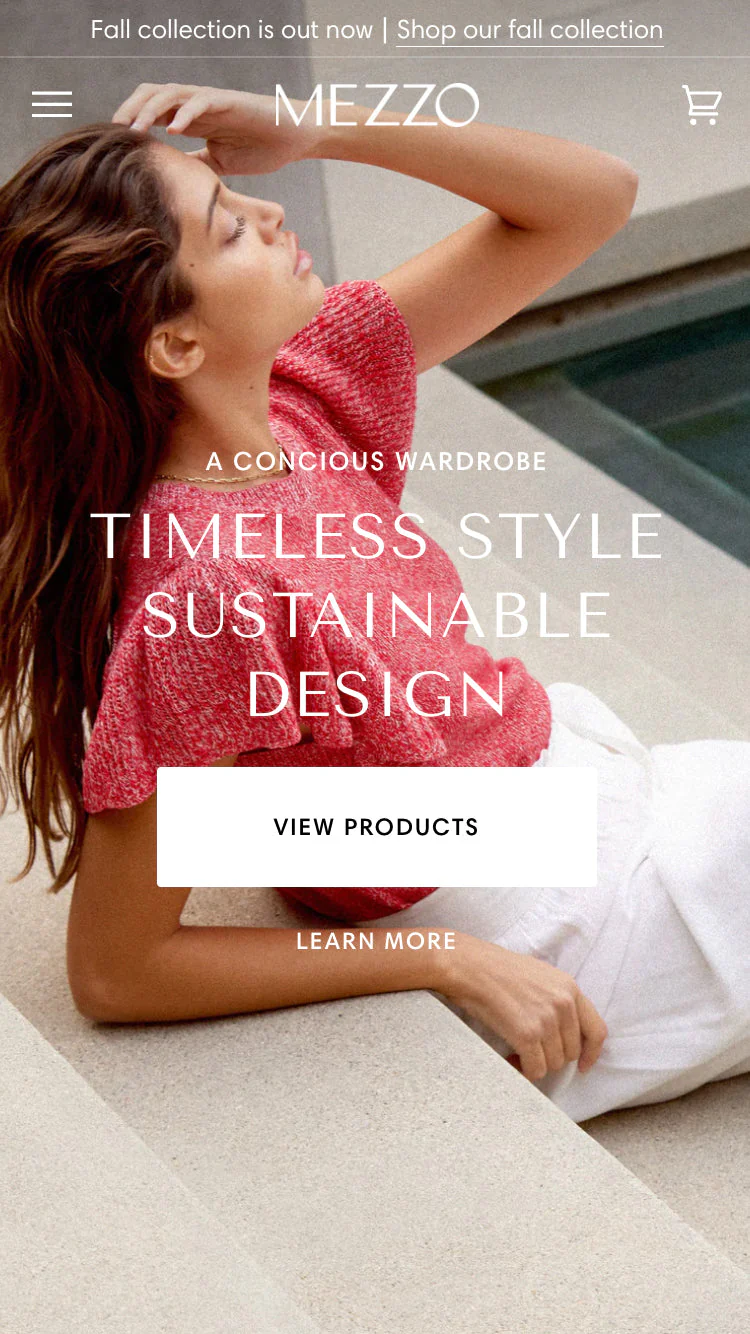 Fall collection is out now | Shop our fall collection
MEZZO
A CONCIOUS WARDROBE
TIMELESS STYLE
SUSTAINABLE
DESIGN
VIEW PRODUCTS
LEARN MORE